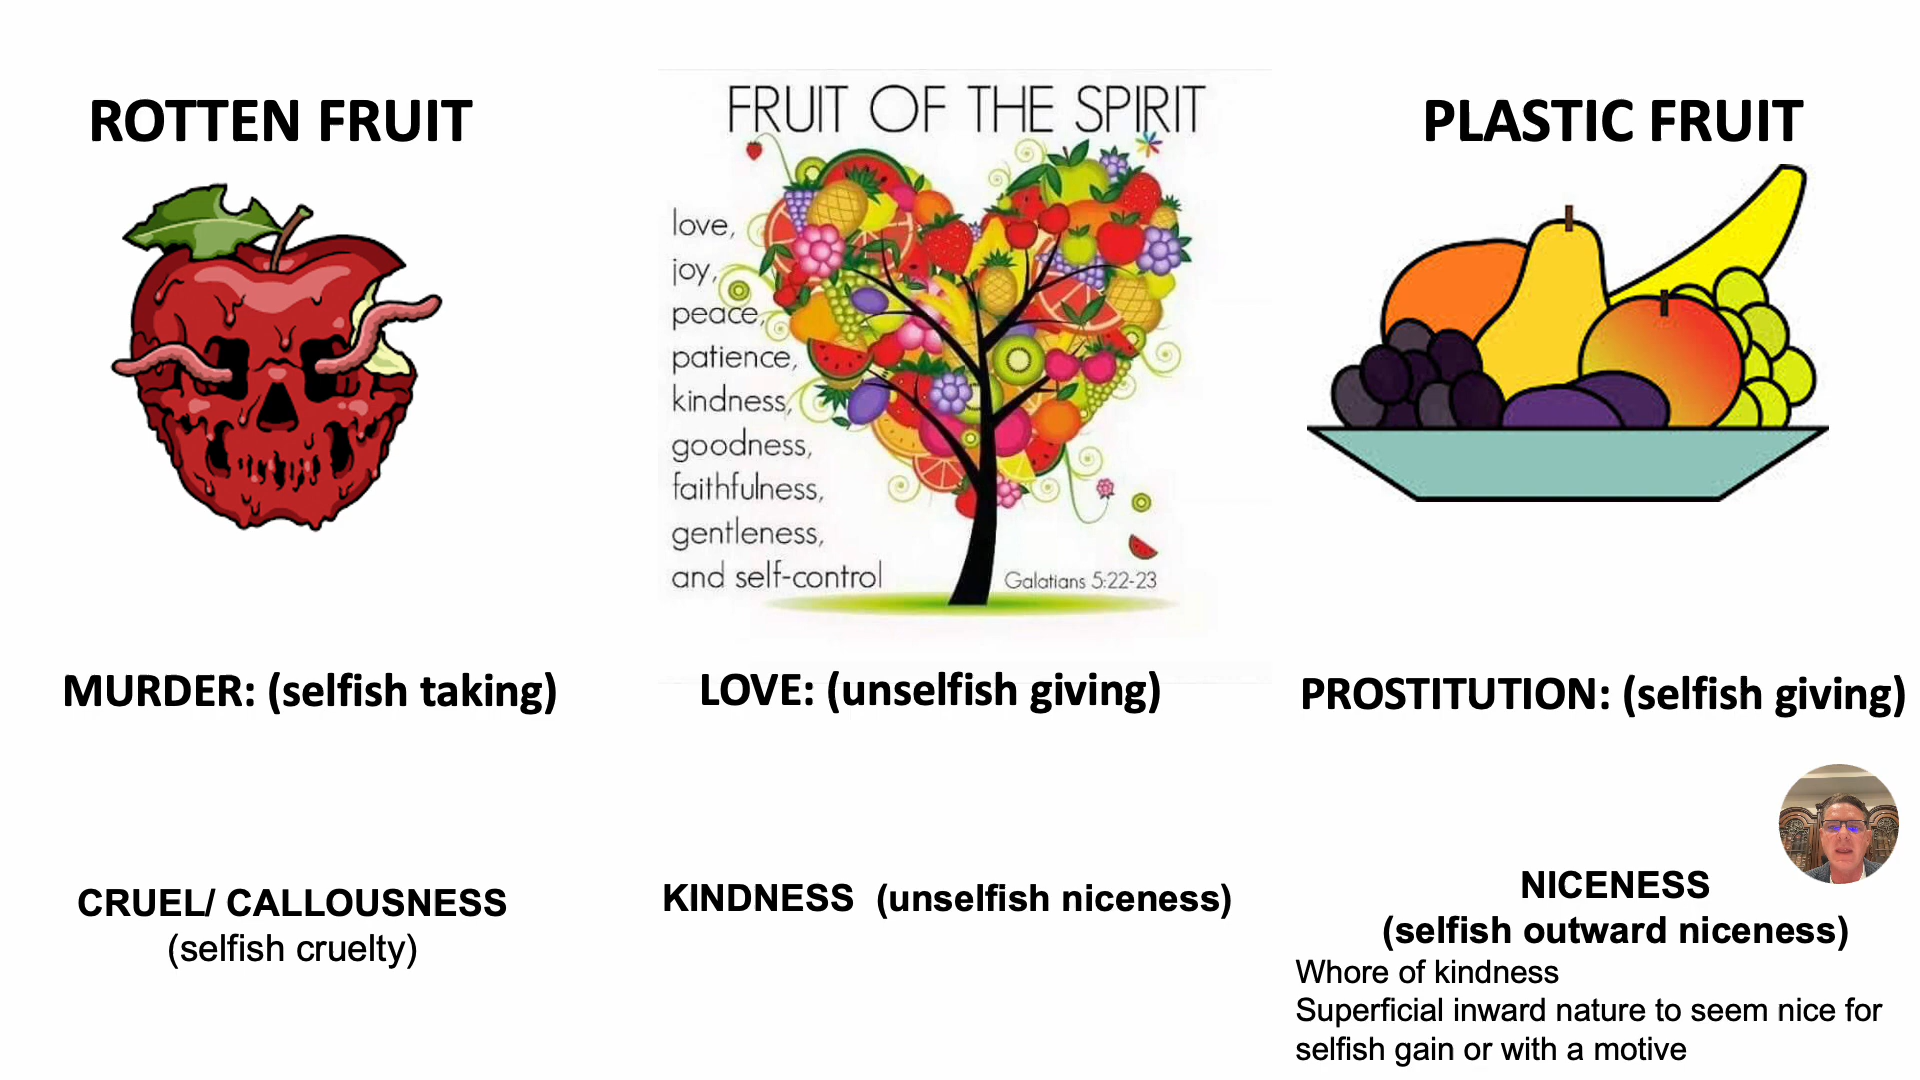 ROTTEN FRUIT
FRUIT OF THE SPIRIT
love,
joy,
peace,
patience,
kindness,
goodness,
faithfulness,
gentleness,
and self-control
Galatians 5:22-23
PLASTIC FRUIT
MURDER: (selfish taking)
LOVE: (unselfish giving)
PROSTITUTION: (selfish giving)
CRUEL/ CALLOUSNESS
(selfish cruelty)
KINDNESS (unselfish niceness)
NICENESS
(selfish outward niceness)
Whore of kindness
Superficial inward nature to seem nice for
selfish gain or with a motive